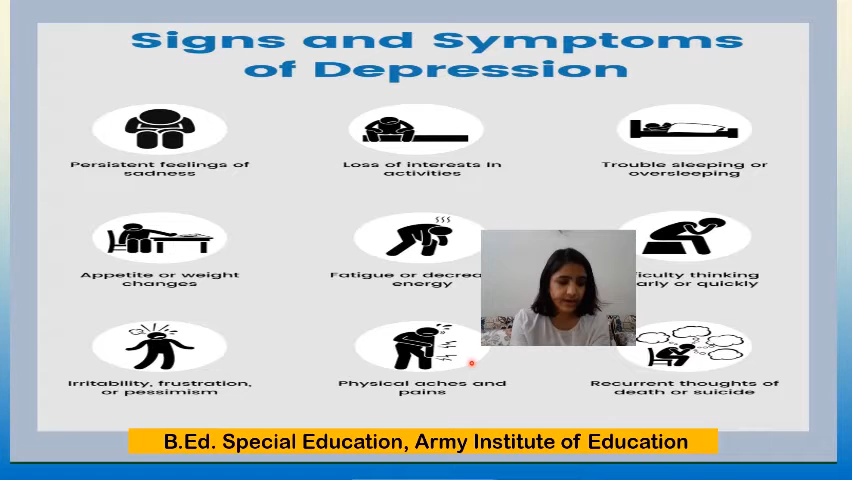 Signs and Symptoms
of Depression
Persistent feelings of
sadness
Loss of interests in
activities
Trouble sleeping or
oversleeping
Appetite or weight
changes
Fatigue or
energy
thinking
or quickly
Irritability, frustration,
or pessimism
Physical aches and
pains
Recurrent thoughts of
death or suicide
B.Ed. Special Education, Army Institute of Education